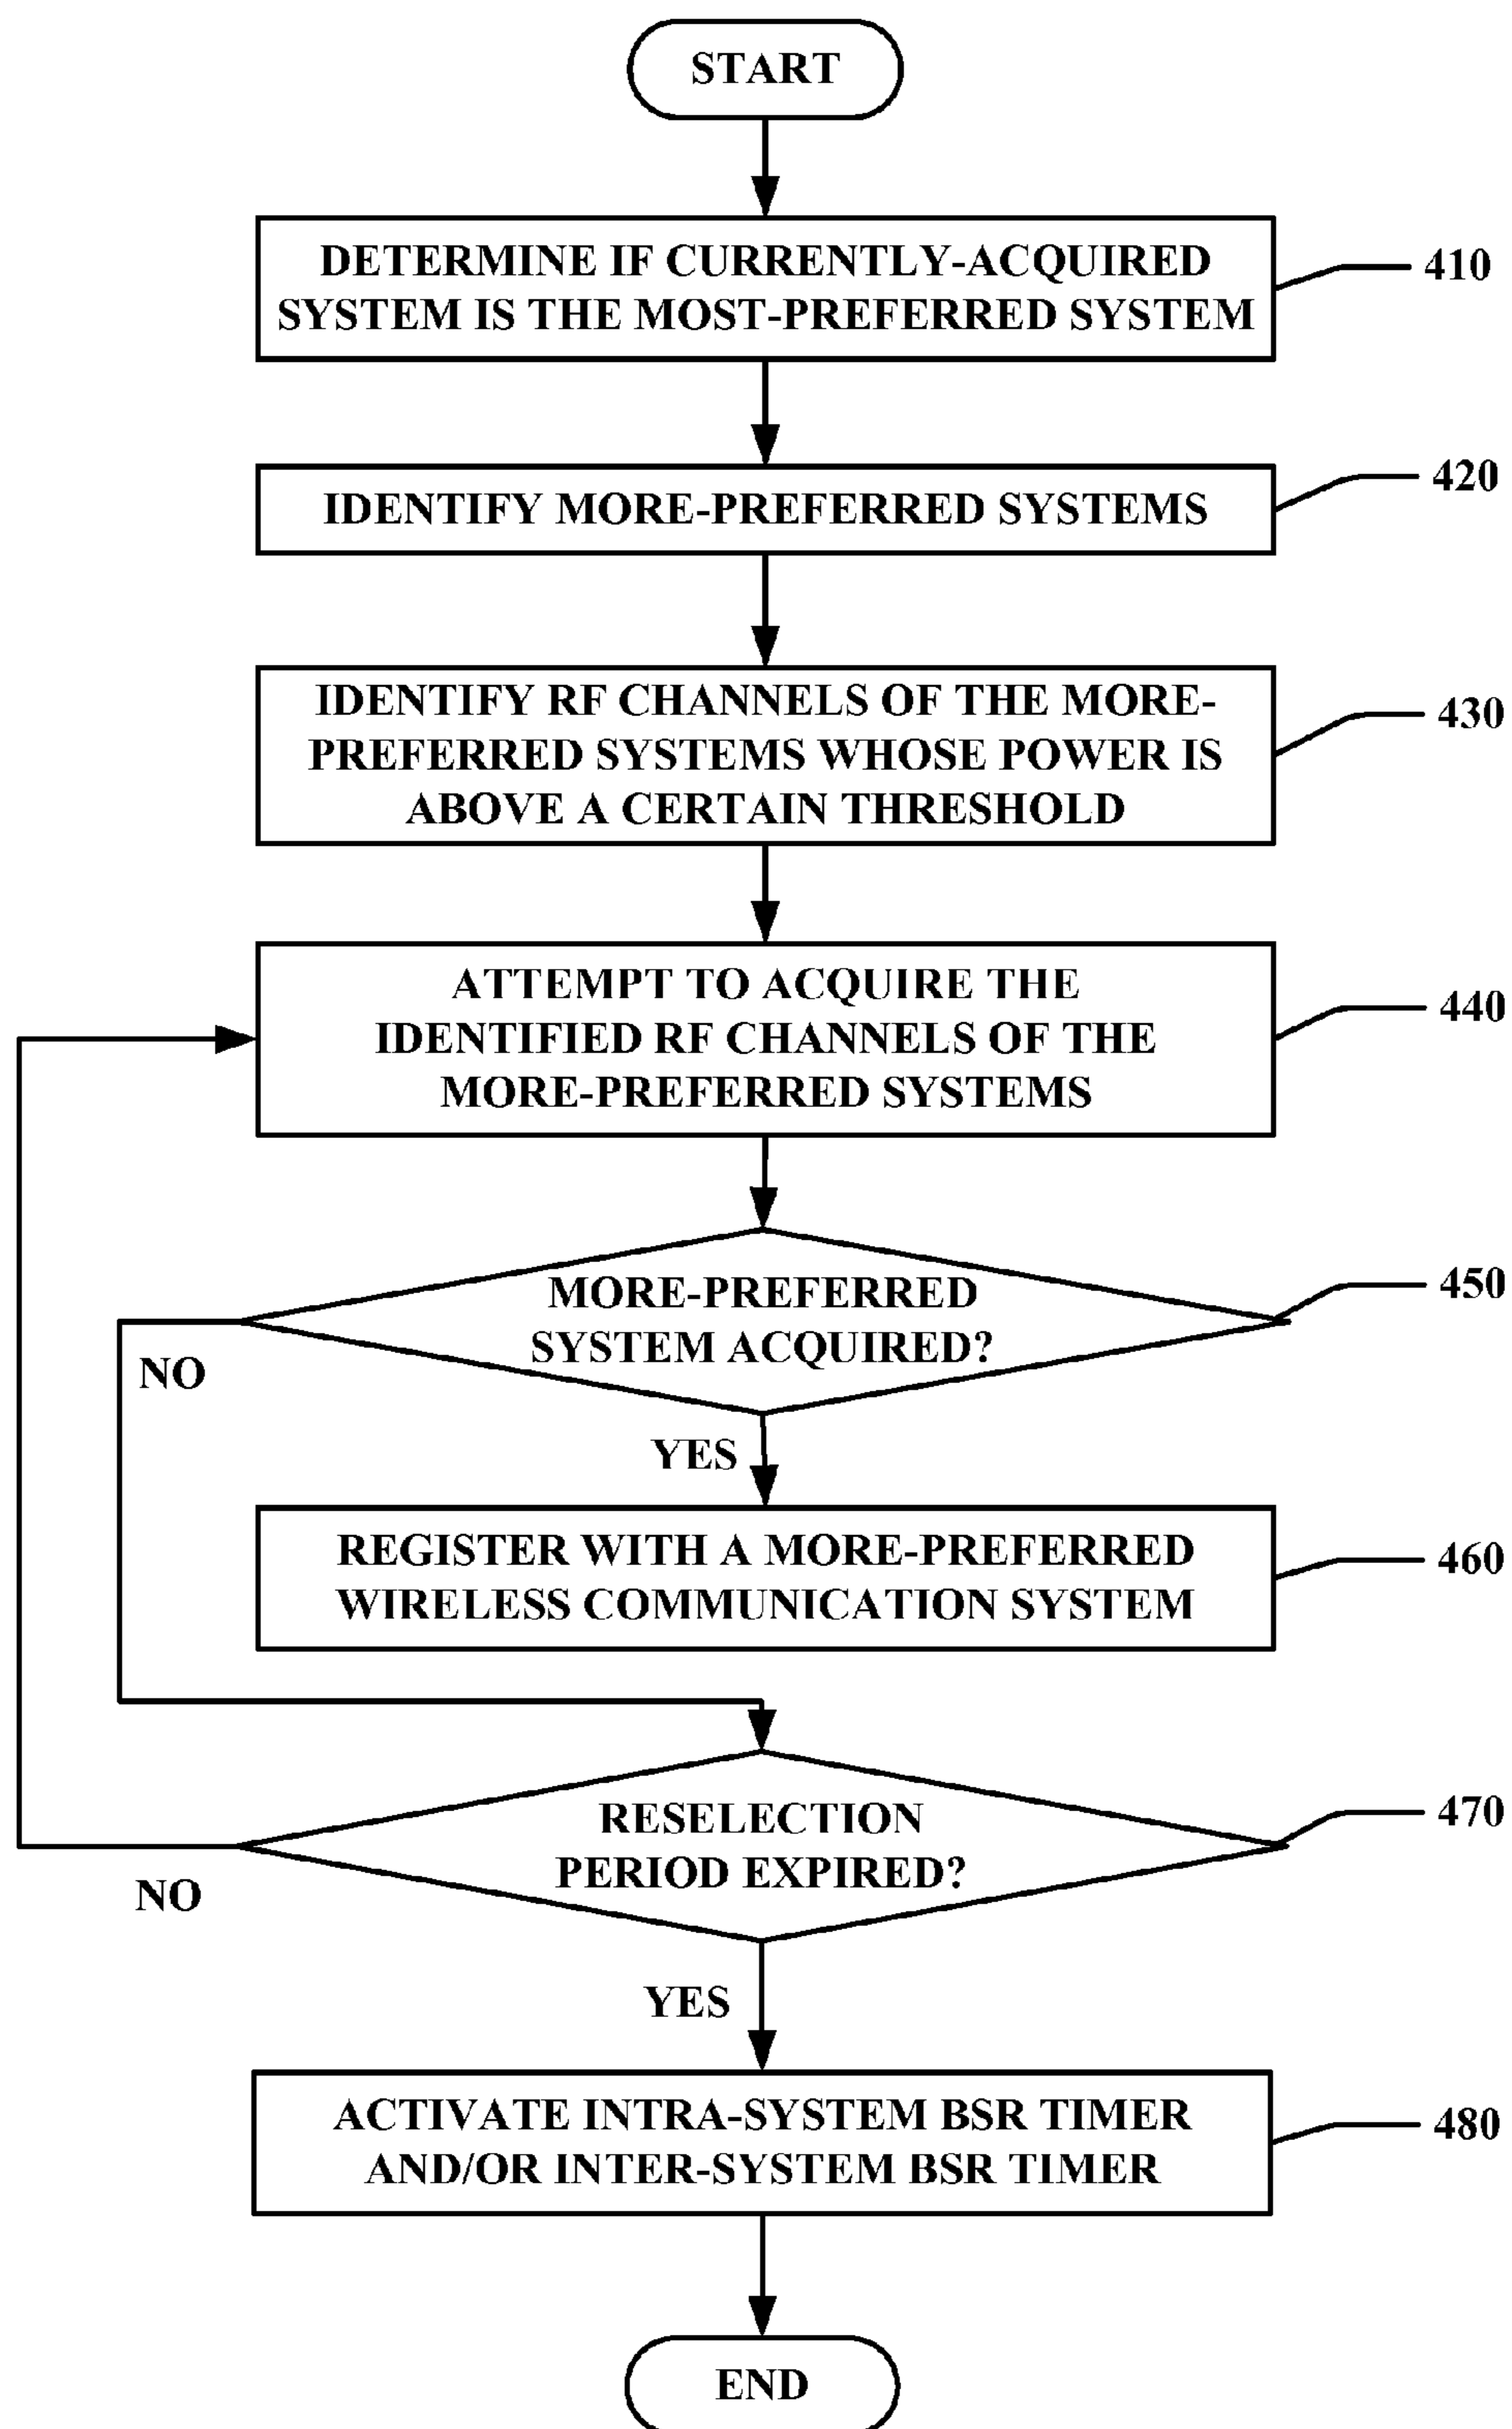 START
DETERMINE IF CURRENTLY-ACQUIRED
SYSTEM IS THE MOST-PREFERRED SYSTEM
410
IDENTIFY MORE-PREFERRED SYSTEMS
420
IDENTIFY RF CHANNELS OF THE MORE-
PREFERRED SYSTEMS WHOSE POWER IS
ABOVE A CERTAIN THRESHOLD
430
ATTEMPT TO ACQUIRE THE
IDENTIFIED RF CHANNELS OF THE
MORE-PREFERRED SYSTEMS
440
MORE-PREFERRED
SYSTEM ACQUIRED?
450
NO
YES
REGISTER WITH A MORE-PREFERRED
WIRELESS COMMUNICATION SYSTEM
460
RESELECTION
PERIOD EXPIRED?
470
NO
YES
ACTIVATE INTRA-SYSTEM BSR TIMER
AND/OR INTER-SYSTEM BSR TIMER
480
END